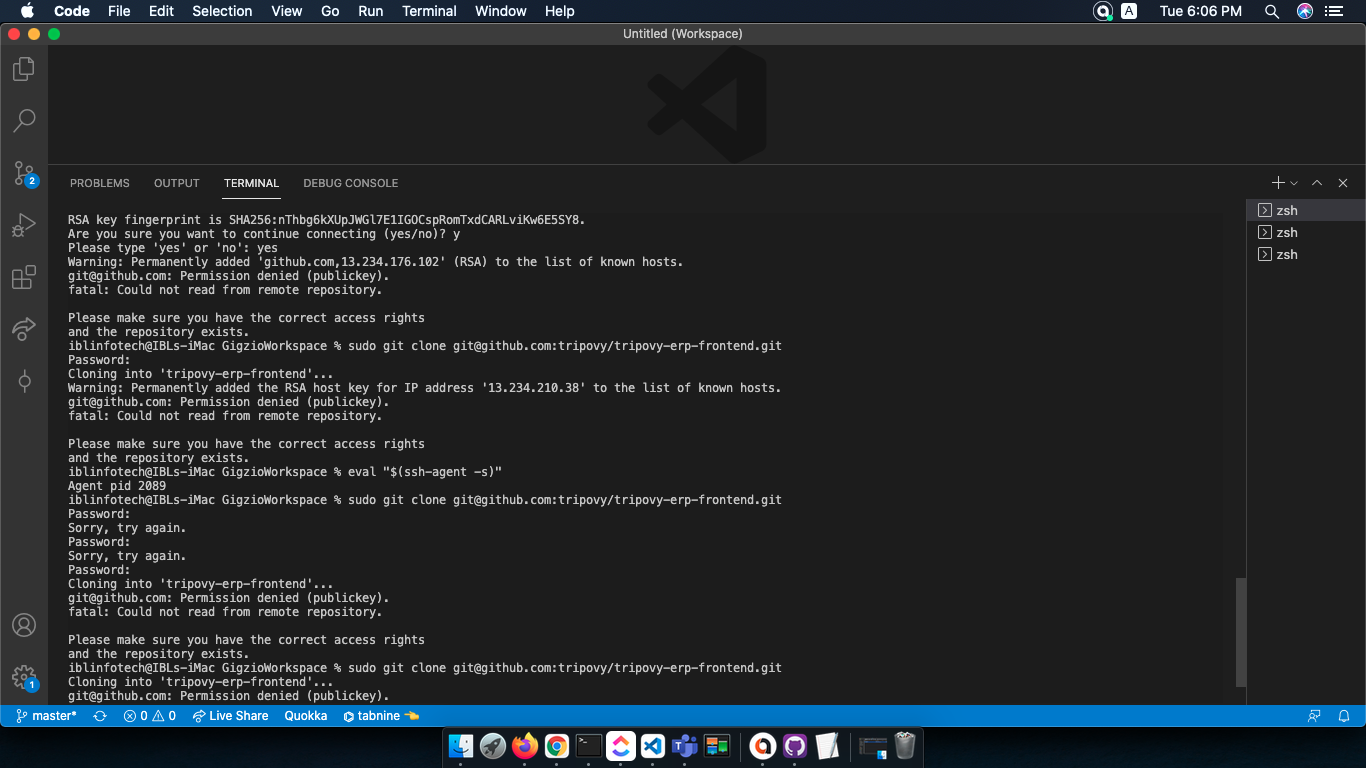 Code File Edit Selection View Go Run Terminal Window Help
A Tue 6:06 PM
Untitled (Workspace)
PROBLEMS OUTPUT TERMINAL DEBUG CONSOLE
RSA key fingerprint is SHA256:nThbg6kXUpJWGl7E1IGOCspRomTxdCARLviKw6E5SY8.
Are you sure you want to continue connecting (yes/no)? y
Please type 'yes' or 'no': yes
Warning: Permanently added 'github.com,13.234.176.102' (RSA) to the list of known hosts.
git@github.com: Permission denied (publickey).
fatal: Could not read from remote repository.
Please make sure you have the correct access rights
and the repository exists.
iblinfotech@IBLs-iMac GigzioWorkspace % sudo git clone git@github.com:tripovy/tripovy-erp-frontend.git
Password:
Cloning into 'tripovy-erp-frontend'...
Warning: Permanently added the RSA host key for IP address '13.234.210.38' to the list of known hosts.
git@github.com: Permission denied (publickey).
fatal: Could not read from remote repository.
Please make sure you have the correct access rights
and the repository exists.
iblinfotech@IBLs-iMac GigzioWorkspace % eval "$(ssh-agent -s)"
Agent pid 2089
iblinfotech@IBLs-iMac GigzioWorkspace % sudo git clone git@github.com:tripovy/tripovy-erp-frontend.git
Password:
Sorry, try again.
Password:
Sorry, try again.
Password:
Cloning into 'tripovy-erp-frontend'...
git@github.com: Permission denied (publickey).
fatal: Could not read from remote repository.
Please make sure you have the correct access rights
and the repository exists.
iblinfotech@IBLs-iMac GigzioWorkspace % sudo git clone git@github.com:tripovy/tripovy-erp-frontend.git
Cloning into 'tripovy-erp-frontend'...
git@github.com: Permission denied (publickey).
zsh
zsh
zsh
2
1
master* 0 0 Live Share Quokka tabnine